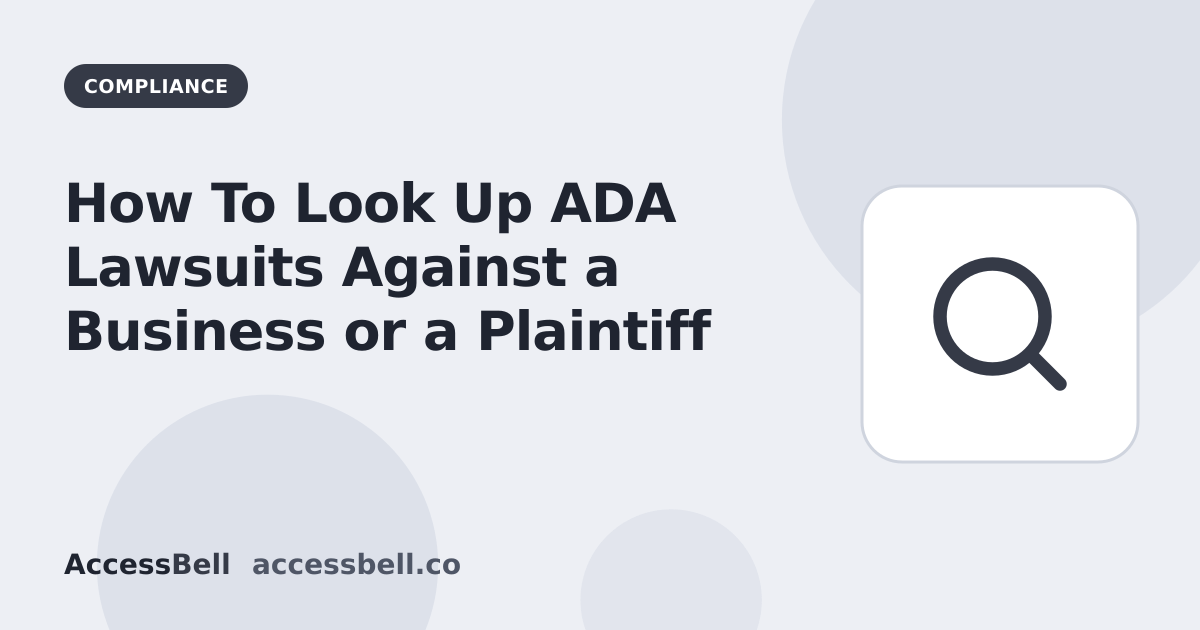 COMPLIANCE
How To Look Up ADA
Lawsuits Against a
Business or a Plaintiff
AccessBell accessbell.co